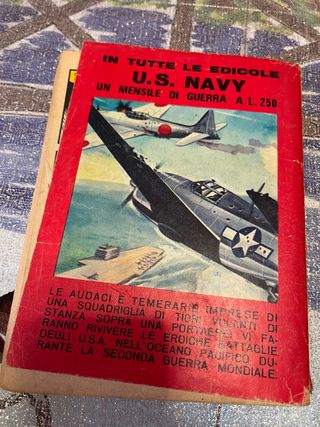 IN TUTTE LE EDICOLE
U.S. NAVY
UN MENSILE DI GUERRA A L. 250
LE AUDACI E TEMERARIE IMPRESE DI
UNA SQUADRIGLIA DI TIGRI VOLANTI DI
STANZA SOPRA UNA PORTAEREI VI FA-
RANNO RIVIVERE LE EROICHE BATTAGLIE
DEGLI U.S.A. NELL'OCEANO PACIFICO DU-
RANTE LA SECONDA GUERRA MONDIALE.